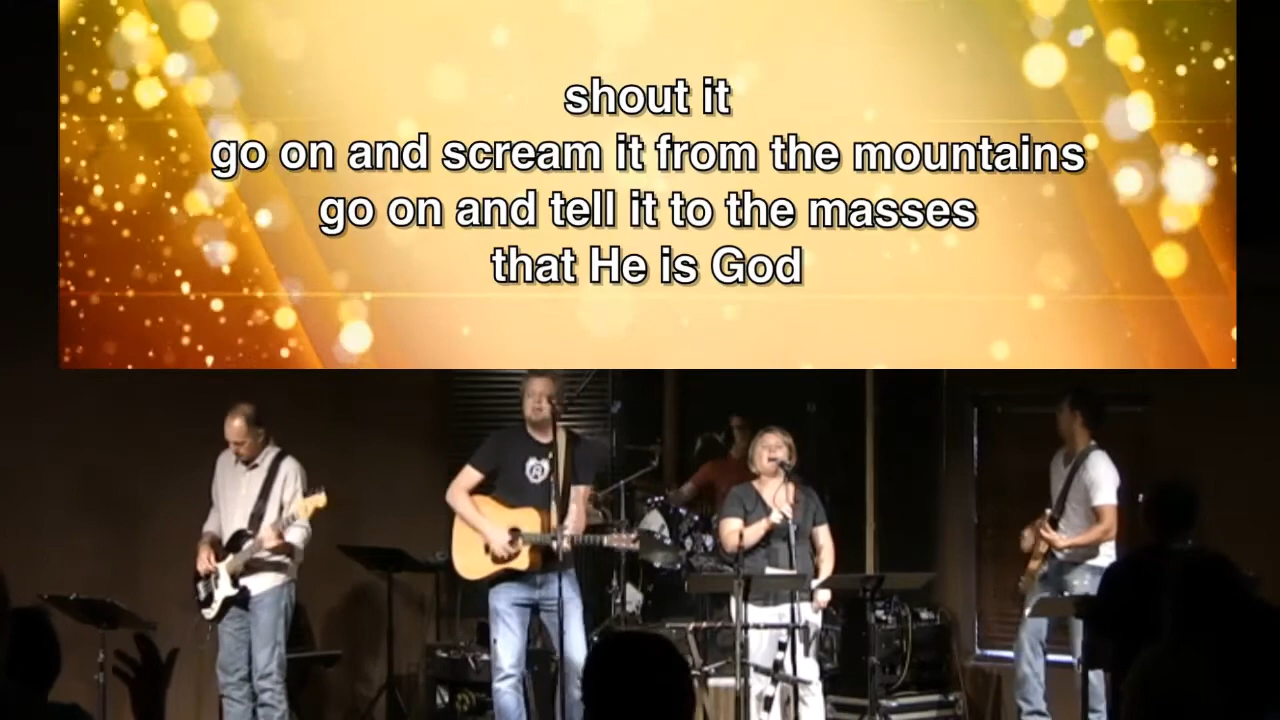 shout it
go on and scream it from the mountains
go on and tell it to the masses
that He is God